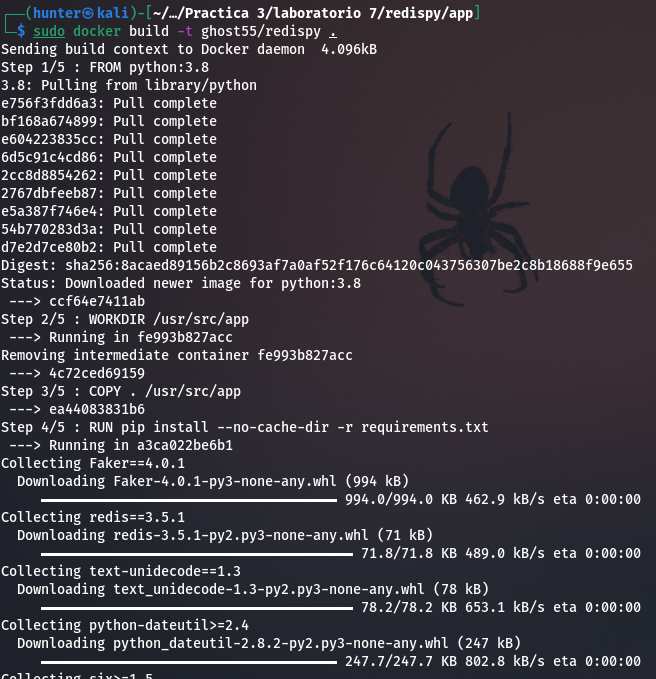 ┌──(hunter㉿kali)-[~/…/Practica 3/laboratorio 7/redispy/app]
└─$ sudo docker build -t ghost55/redispy .
Sending build context to Docker daemon  4.096kB
Step 1/5 : FROM python:3.8
3.8: Pulling from library/python
e756f3fdd6a3: Pull complete
bf168a674899: Pull complete
e604223835cc: Pull complete
6d5c91c4cd86: Pull complete
2cc8d8854262: Pull complete
2767dbfeeb87: Pull complete
e5a387f746e4: Pull complete
54b770283d3a: Pull complete
d7e2d7ce80b2: Pull complete
Digest: sha256:8acaed89156b2c8693af7a0af52f176c64120c043756307be2c8b18688f9e655
Status: Downloaded newer image for python:3.8
 ---> ccf64e7411ab
Step 2/5 : WORKDIR /usr/src/app
 ---> Running in fe993b827acc
Removing intermediate container fe993b827acc
 ---> 4c72ced69159
Step 3/5 : COPY . /usr/src/app
 ---> ea44083831b6
Step 4/5 : RUN pip install --no-cache-dir -r requirements.txt
 ---> Running in a3ca022be6b1
Collecting Faker==4.0.1
  Downloading Faker-4.0.1-py3-none-any.whl (994 kB)
     994.0/994.0 KB 462.9 kB/s eta 0:00:00
Collecting redis==3.5.1
  Downloading redis-3.5.1-py2.py3-none-any.whl (71 kB)
     71.8/71.8 KB 489.0 kB/s eta 0:00:00
Collecting text-unidecode==1.3
  Downloading text_unidecode-1.3-py2.py3-none-any.whl (78 kB)
     78.2/78.2 KB 653.1 kB/s eta 0:00:00
Collecting python-dateutil>=2.4
  Downloading python_dateutil-2.8.2-py2.py3-none-any.whl (247 kB)
     247.7/247.7 KB 802.8 kB/s eta 0:00:00
Collecting six>=1.5